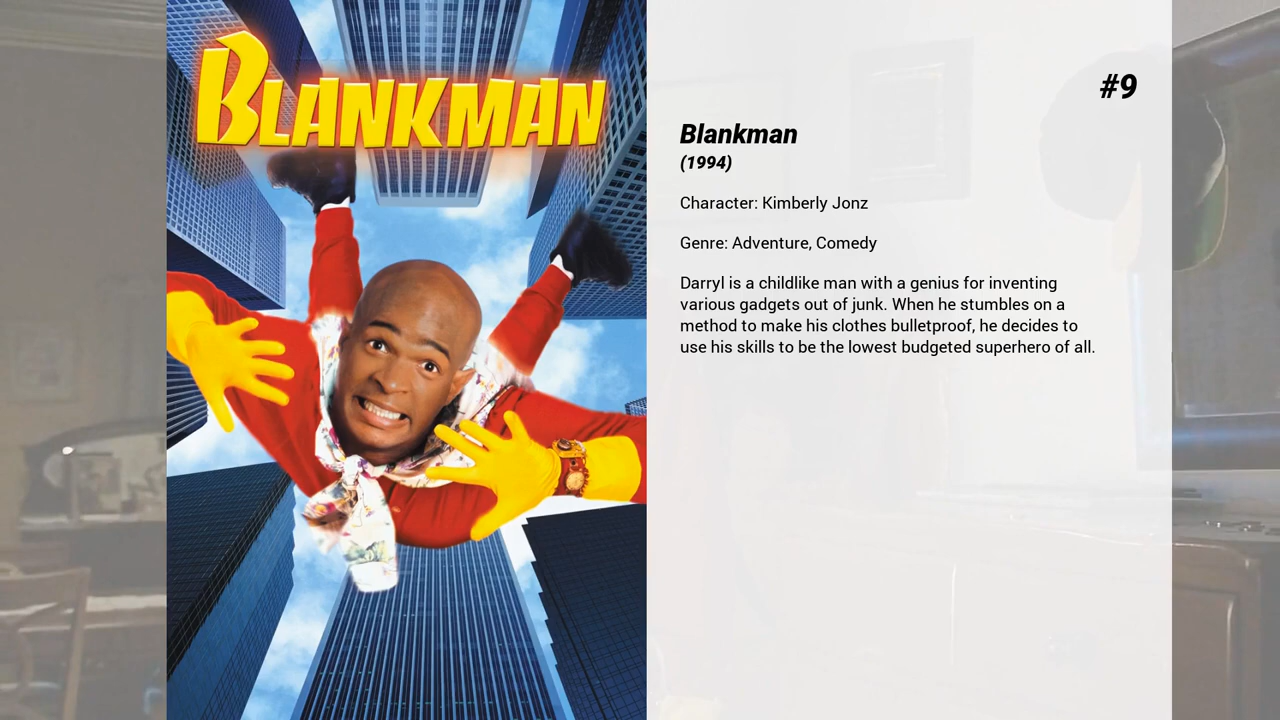 BLANKMAN
#9
Blankman
(1994)
Character: Kimberly Jonz
Genre: Adventure, Comedy
Darryl is a childlike man with a genius for inventing
various gadgets out of junk. When he stumbles on a
method to make his clothes bulletproof, he decides to
use his skills to be the lowest budgeted superhero of all.